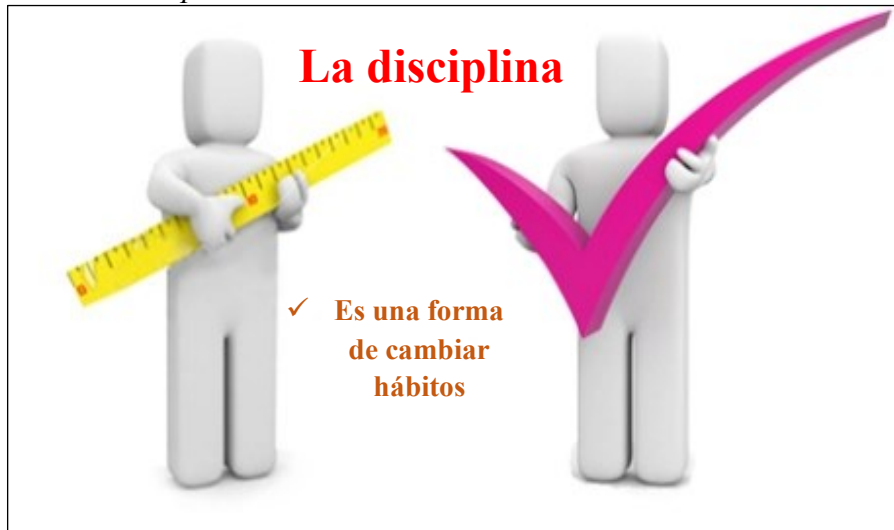 La disciplina
✓ Es una forma
de cambiar
hábitos